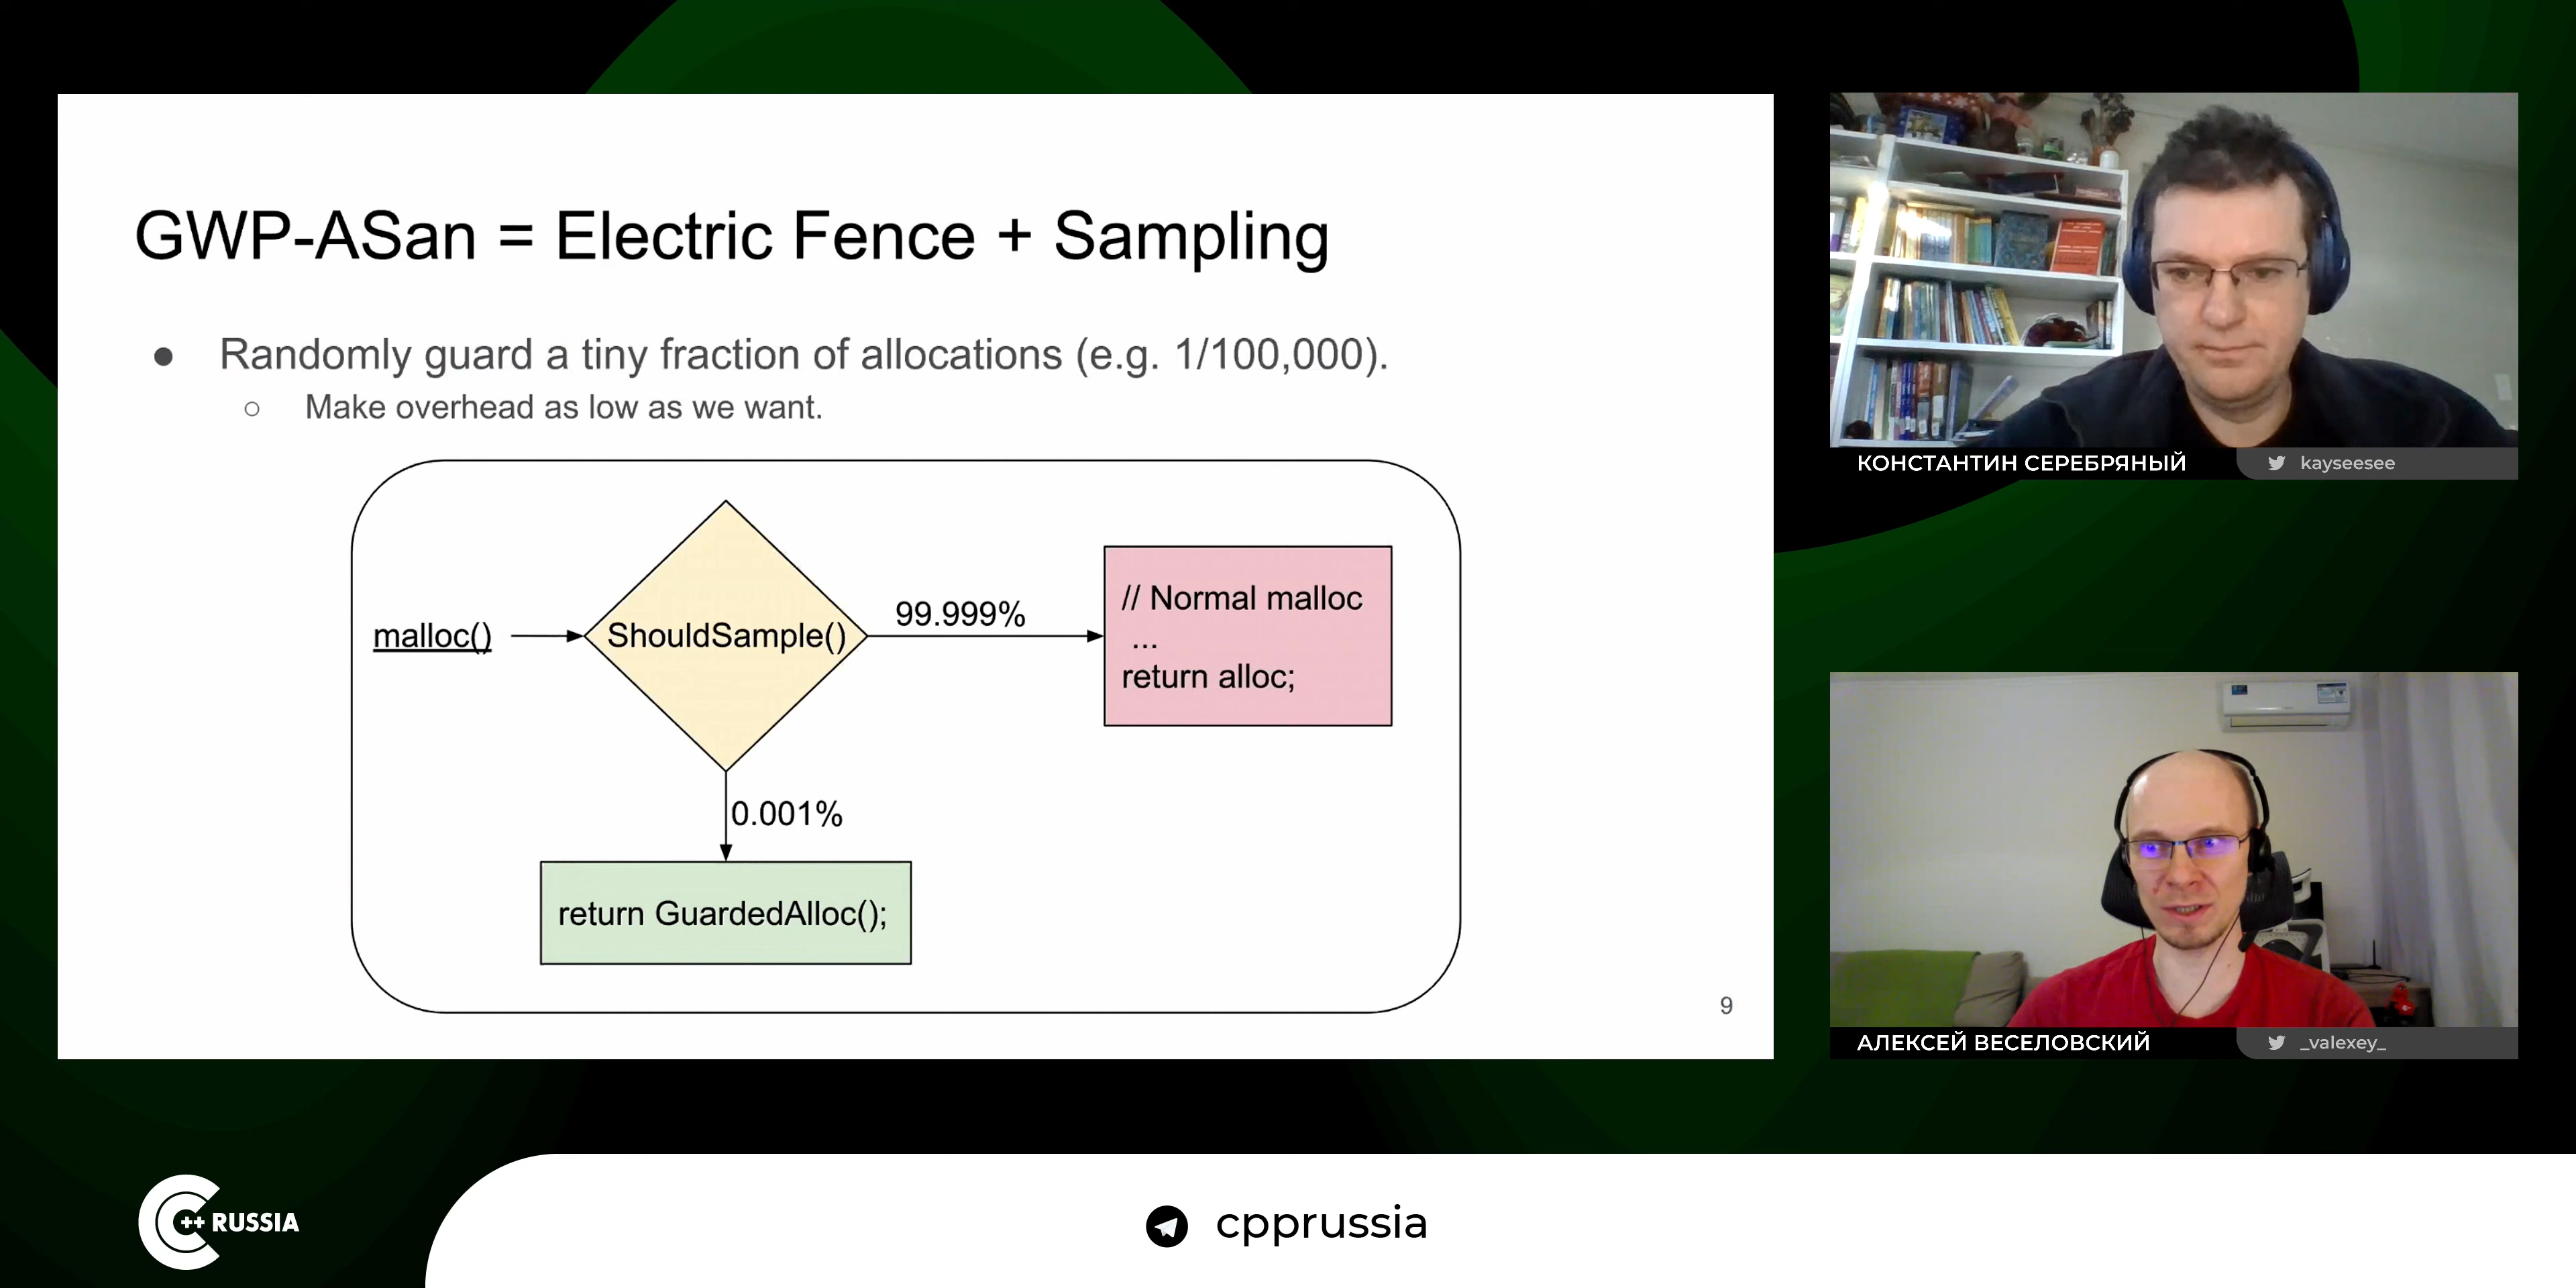 GWP-ASan = Electric Fence + Sampling
● Randomly guard a tiny fraction of allocations (e.g. 1/100,000).
○ Make overhead as low as we want.
malloc()
ShouldSample()
99.999%
// Normal malloc
...
return alloc;
0.001%
return GuardedAlloc();
9
КОНСТАНТИН СЕРЕБРЯНЫЙ
kayseesee
АЛЕКСЕЙ ВЕСЕЛОВСКИЙ
_valexey_
C++ RUSSIA
cpprussia